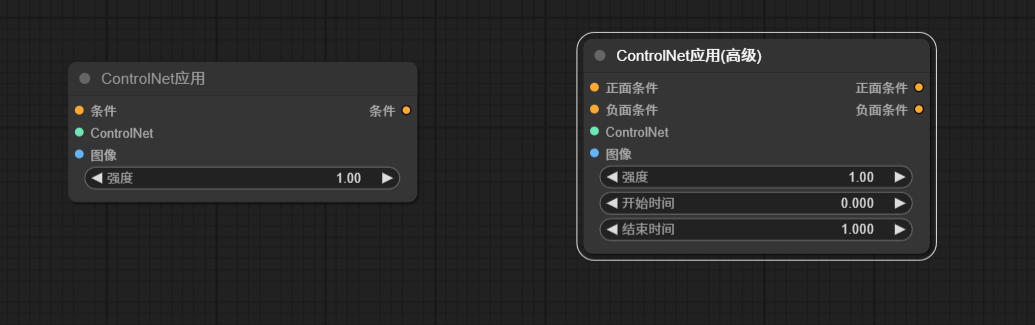 ControlNet应用
条件 条件
ControlNet
图像
强度 1.00
ControlNet应用(高级)
正面条件 正面条件
负面条件 负面条件
ControlNet
图像
强度 1.00
开始时间 0.000
结束时间 1.000